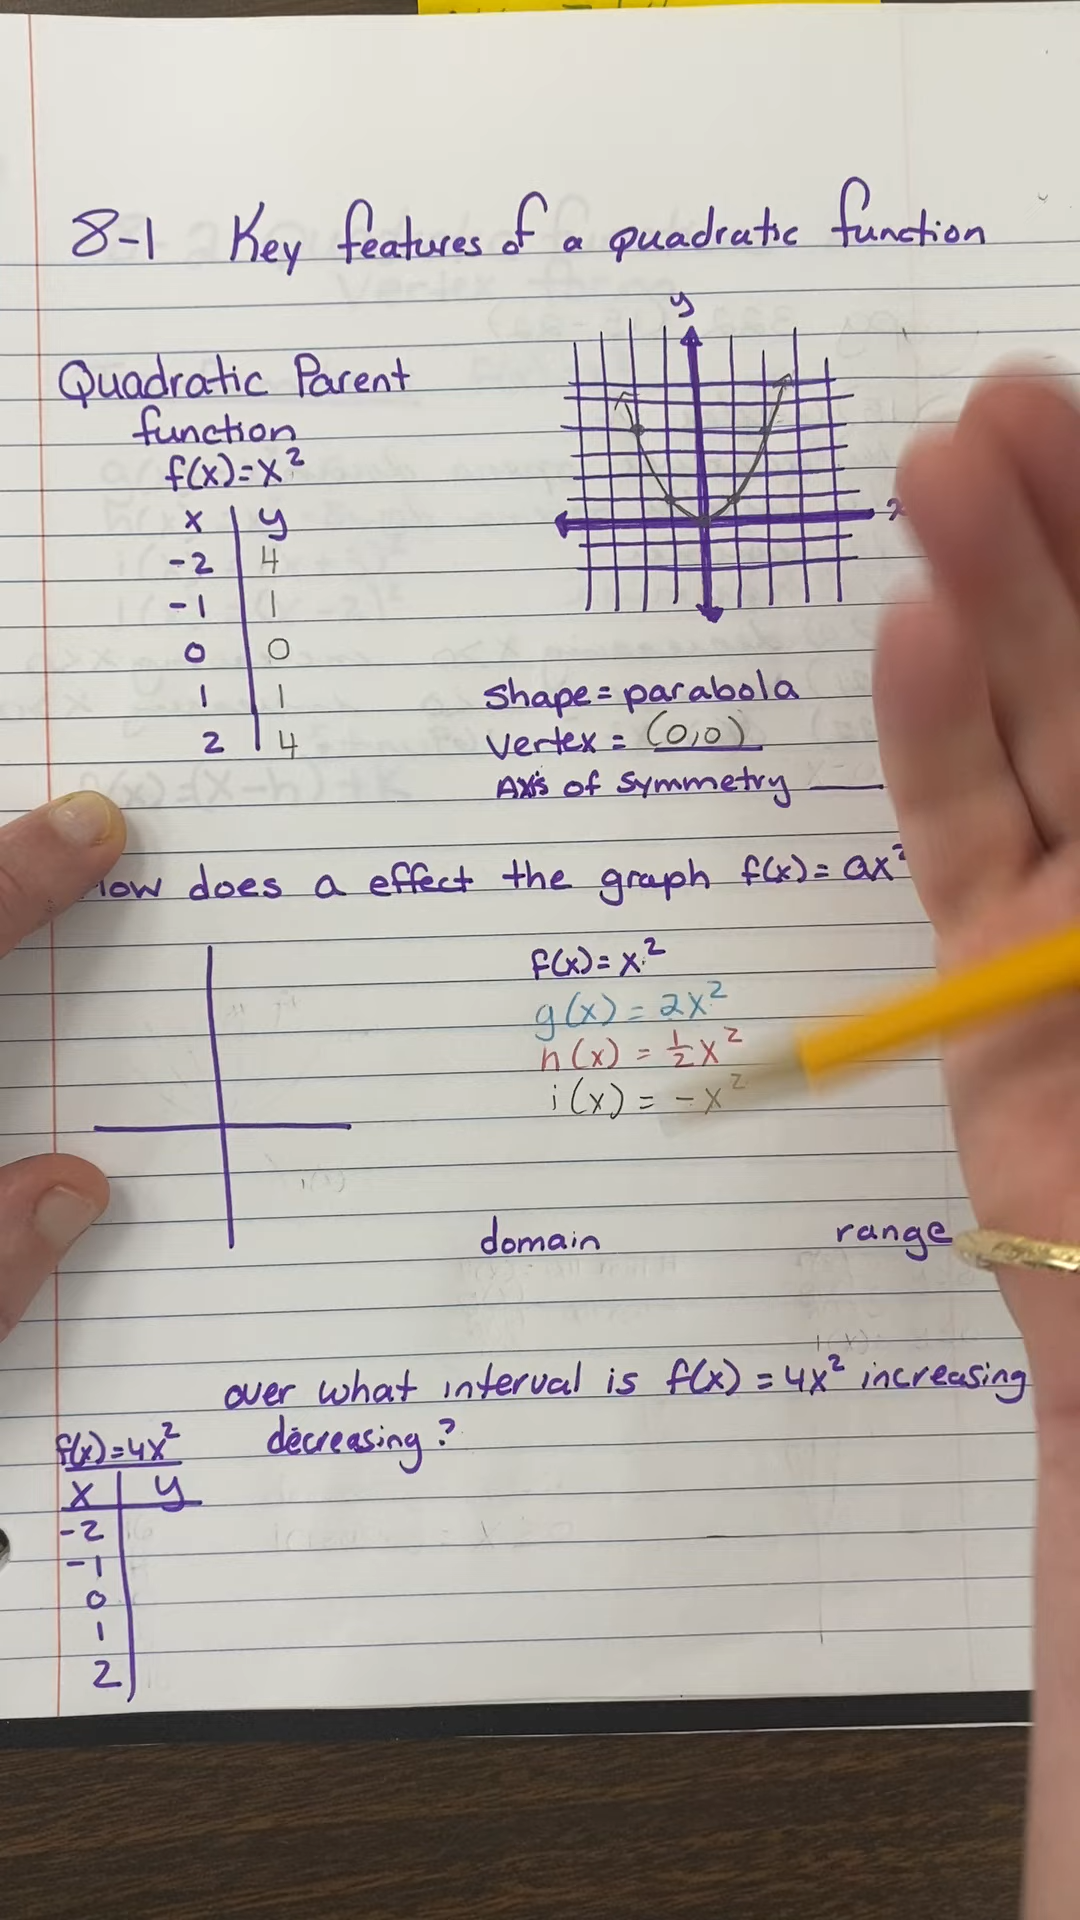 8-1 Key features of a quadratic function
y
Quadratic Parent
function
f(x)=x²
x y
-2 4
-1 1
0 0
1 1
2 4
x
Shape = parabola
Vertex = (0,0)
Axis of Symmetry
How does a effect the graph f(x)= ax²
f(x)= x²
g(x) = 2x²
h(x) = ½x²
i(x) = -x²
domain range
over what interval is f(x) = 4x² increasing
decreasing?
f(x)=4x²
x y
-2
-1
0
1
2